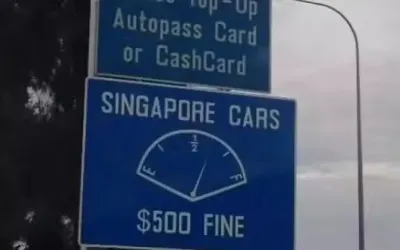 Top-Up
Autopass Card
or CashCard
SINGAPORE CARS
1/2
E F
$500 FINE